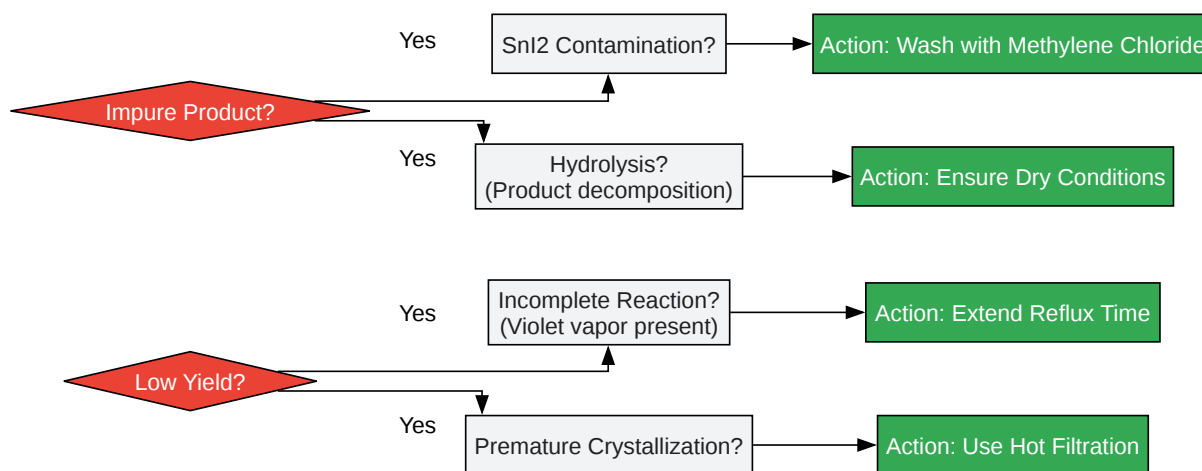 Yes
SnI2 Contamination?
Action: Wash with Methylene Chloride
Impure Product?
Yes
Hydrolysis?
(Product decomposition)
Action: Ensure Dry Conditions
Yes
Incomplete Reaction?
(Violet vapor present)
Action: Extend Reflux Time
Low Yield?
Yes
Premature Crystallization?
Action: Use Hot Filtration